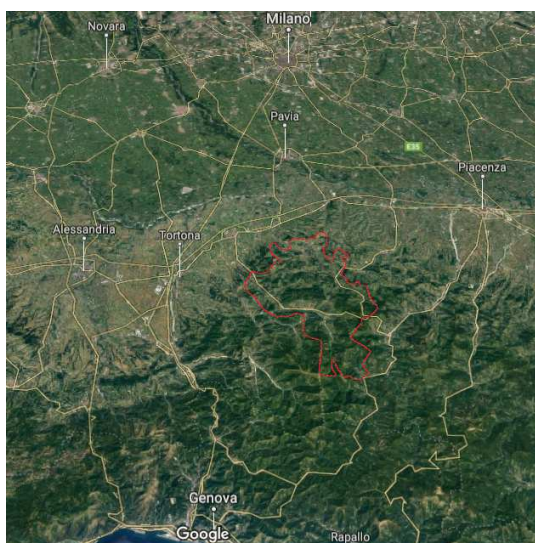 Novara
Milano
Pavia
E35
Piacenza
Alessandria
Tortona
Genova
Google
Rapallo